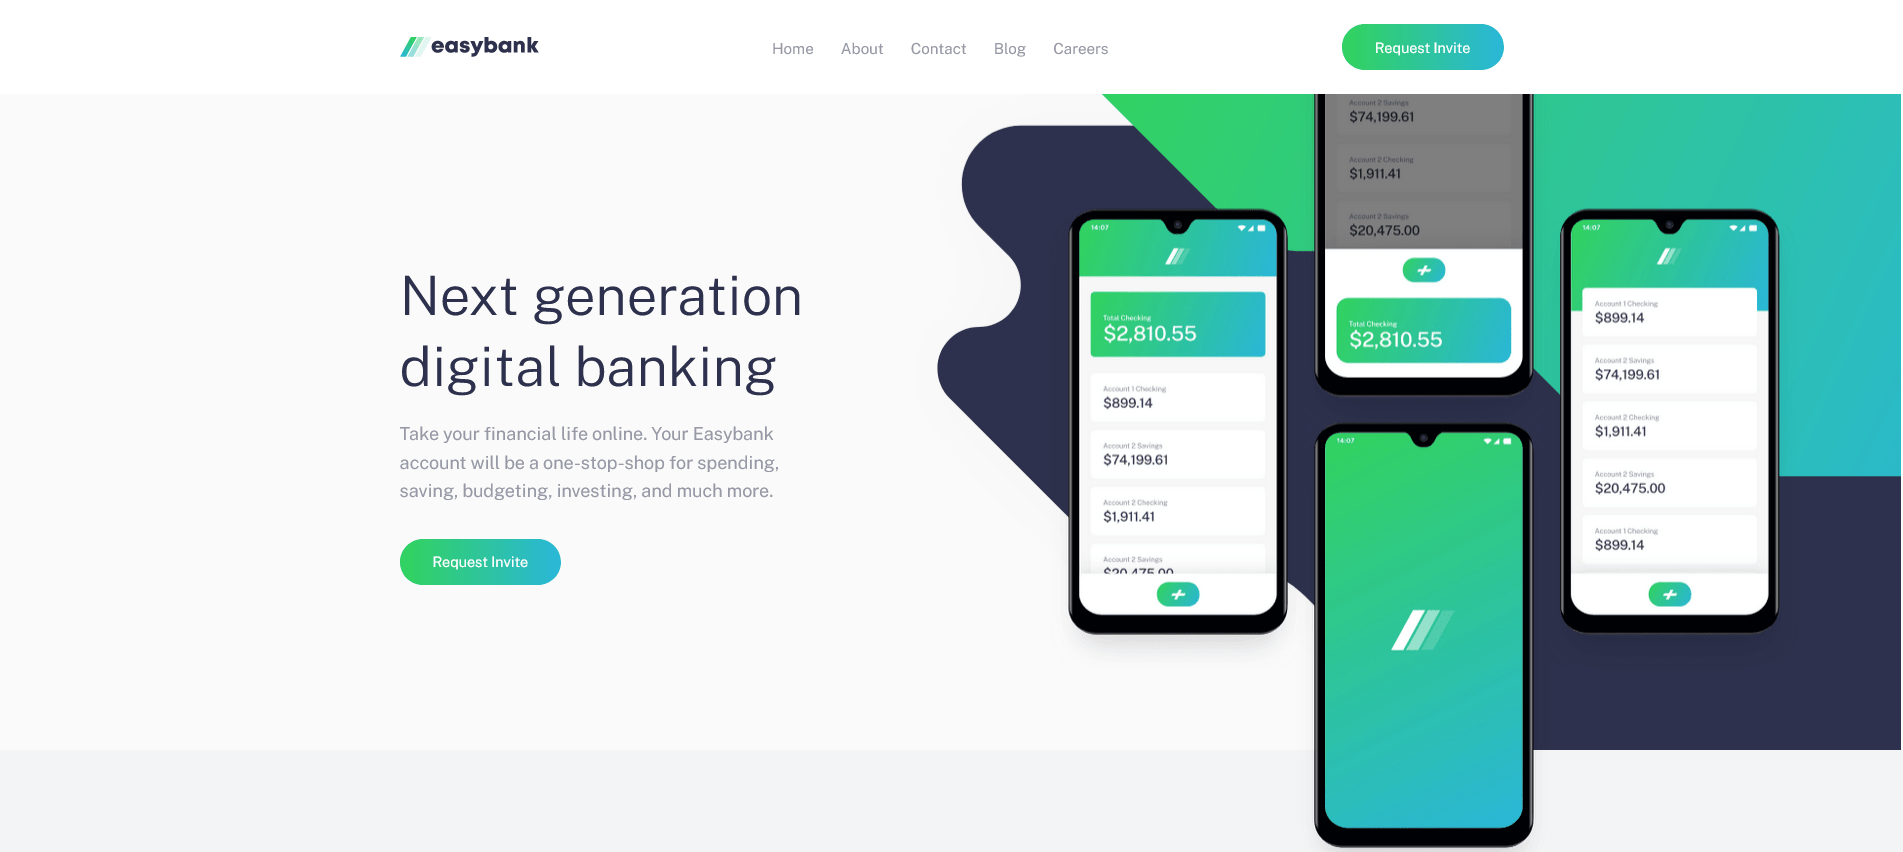 easybank
Home About Contact Blog Careers
Request Invite
Next generation
digital banking
Take your financial life online. Your Easybank
account will be a one-stop-shop for spending,
saving, budgeting, investing, and much more.
Request Invite
14:07
Total Checking
$2,810.55
Account 1 Checking
$899.14
Account 2 Savings
$74,199.61
Account 2 Checking
$1,911.41
Account 2 Savings
$20,475.00
Account 2 Savings
$74,199.61
Account 2 Checking
$1,911.41
Account 2 Savings
$20,475.00
Total Checking
$2,810.55
14:07
14:07
Account 1 Checking
$899.14
Account 2 Savings
$74,199.61
Account 2 Checking
$1,911.41
Account 2 Savings
$20,475.00
Account 1 Checking
$899.14